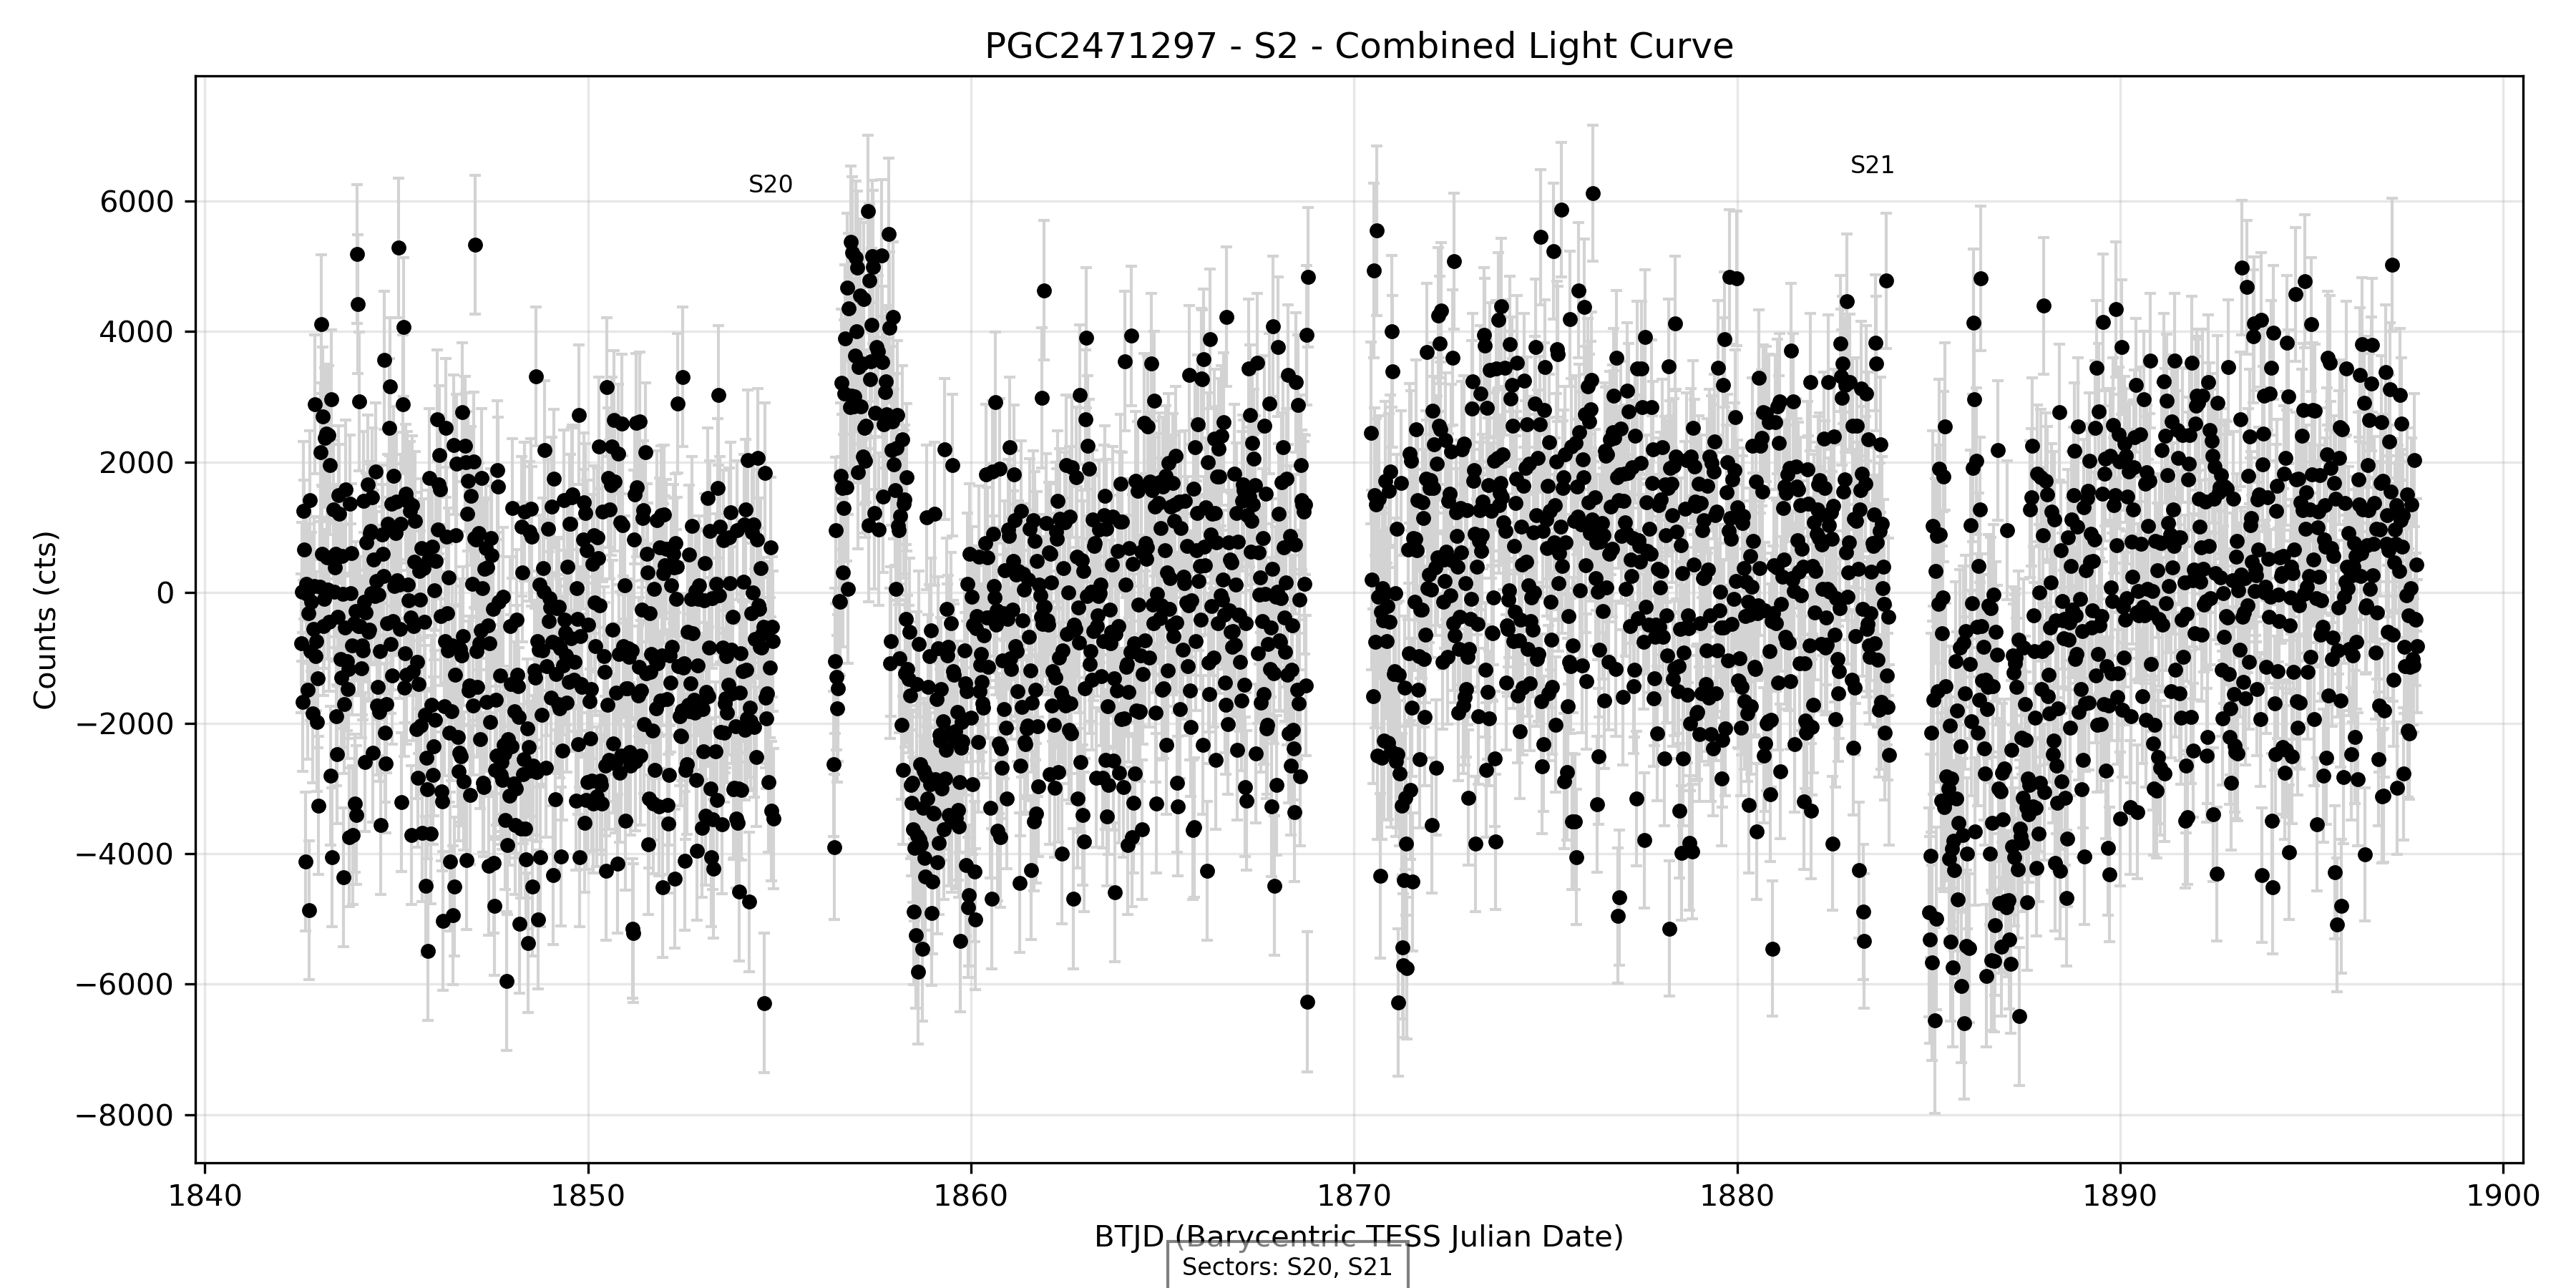 PGC2471297 - S2 - Combined Light Curve
S20
S21
6000
4000
2000
0
−2000
−4000
−6000
−8000
Counts (cts)
1840 1850 1860 1870 1880 1890 1900
BTJD (Barycentric TESS Julian Date)
Sectors: S20, S21